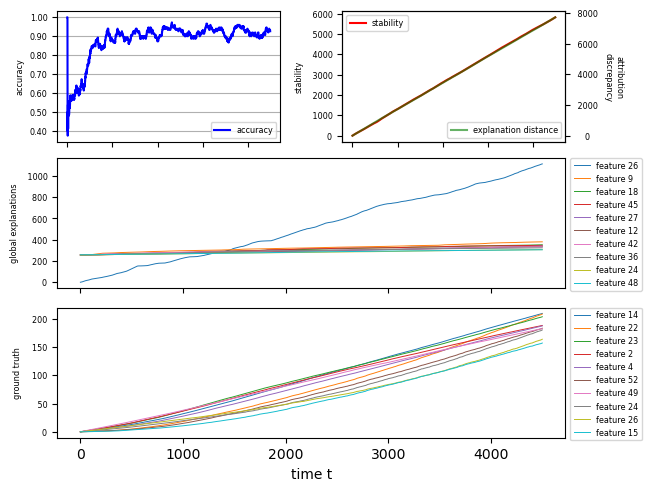 1.00
0.90
0.80
0.70
0.60
0.50
0.40
accuracy
accuracy
6000
5000
4000
3000
2000
1000
0
stability
stability
explanation distance
8000
6000
4000
2000
0
attribution
discrepancy
1000
800
600
400
200
0
global explanations
feature 26
feature 9
feature 18
feature 45
feature 27
feature 12
feature 42
feature 36
feature 24
feature 48
200
150
100
50
0
ground truth
feature 14
feature 22
feature 23
feature 2
feature 4
feature 52
feature 49
feature 24
feature 26
feature 15
0
1000
2000
3000
4000
time t